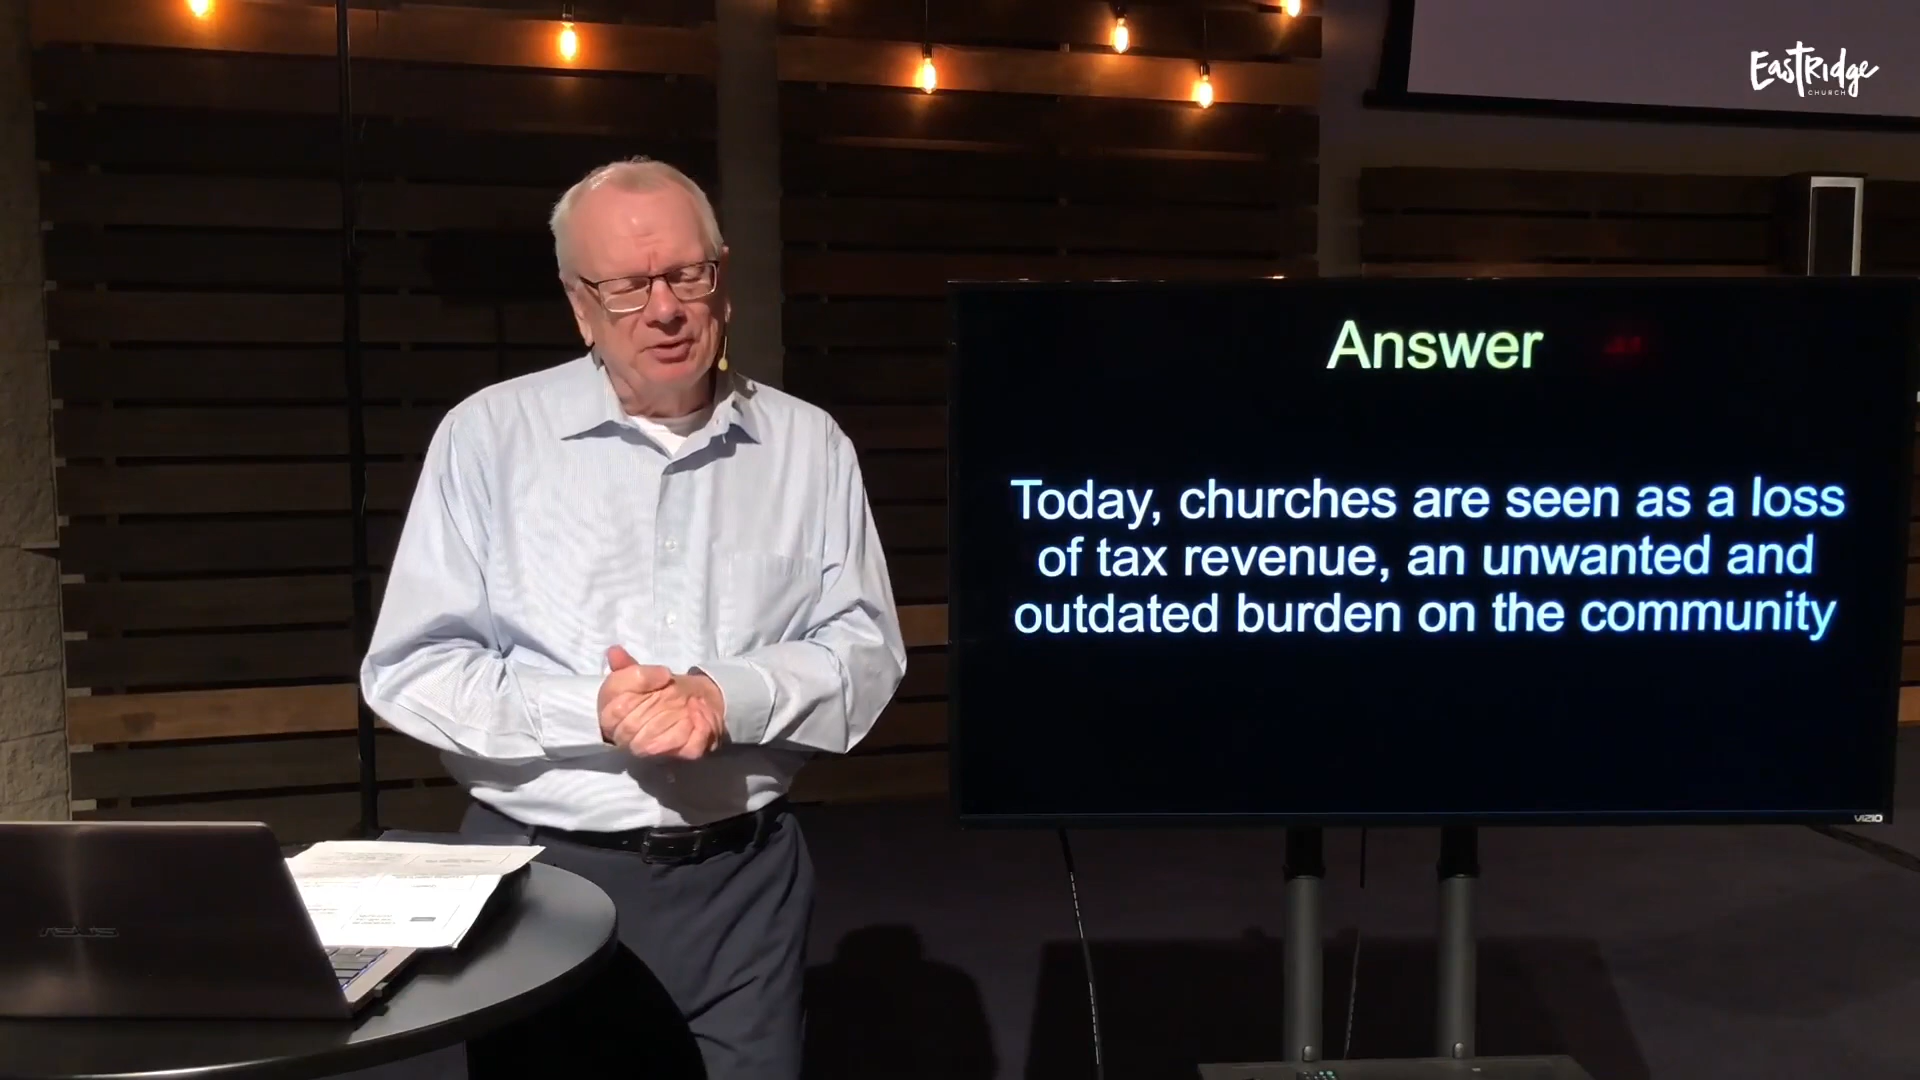 EastRidge
CHURCH
Answer
Today, churches are seen as a loss
of tax revenue, an unwanted and
outdated burden on the community
VIZIO
ASUS